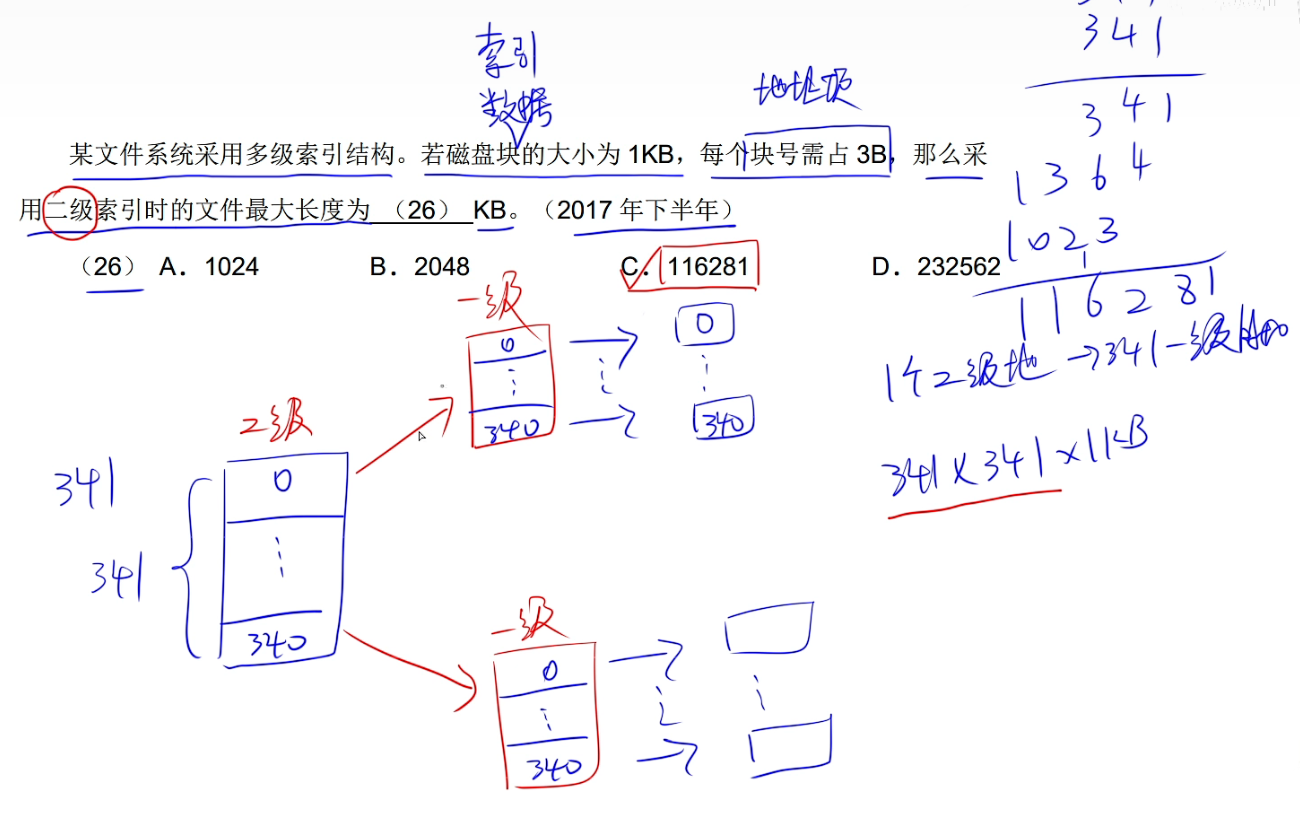 341
索引
地址项
341
数据
某文件系统采用多级索引结构。若磁盘块的大小为 1KB，每个块号需占 3B，那么采
1364
用二级索引时的文件最大长度为 （26） KB。（2017 年下半年）
1023
（26） A. 1024 B. 2048 C. 116281 D. 232562
1
116281
一级
0
0
1个二级地→341一级
340
340
二级
341×341×1KB
0
341
341
340
一级
0
340